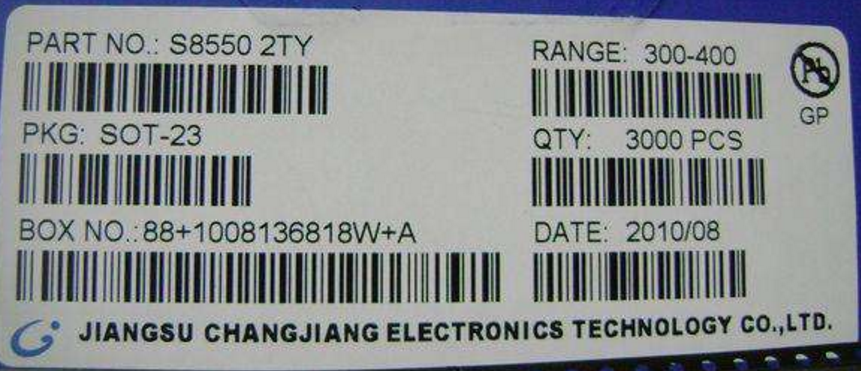 PART NO.: S8550 2TY
RANGE: 300-400
Pb
GP
PKG: SOT-23
QTY: 3000 PCS
BOX NO.:88+1008136818W+A
DATE: 2010/08
JIANGSU CHANGJIANG ELECTRONICS TECHNOLOGY CO.,LTD.